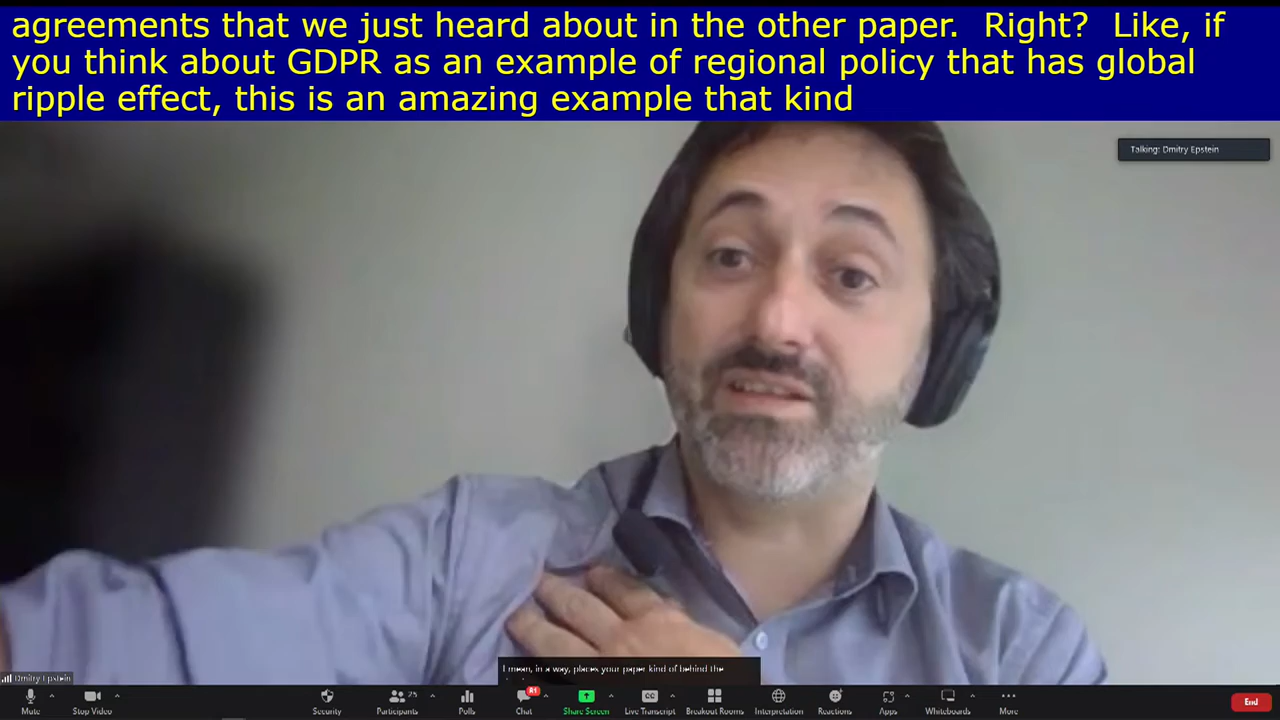 agreements that we just heard about in the other paper.  Right?  Like, if
you think about GDPR as an example of regional policy that has global
ripple effect, this is an amazing example that kind
Talking: Dmitry Epstein
I mean, in a way, places your paper kind of behind the
Dmitry Epstein
Mute
Stop Video
Security
Participants
Polls
Chat
Share Screen
Live Transcript
Breakout Rooms
Interpretation
Reactions
Apps
Whiteboards
More
End